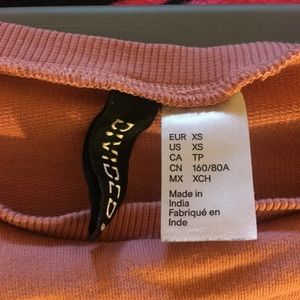 DIVIDED.
EUR XS
US XS
CA TP
CN 160/80A
MX XCH
Made in
India
Fabriqué en
Inde